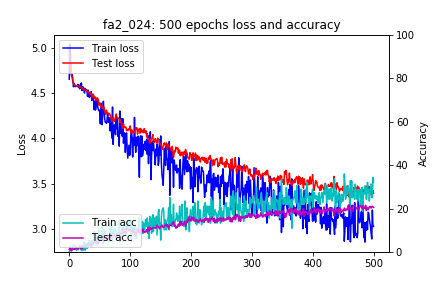 fa2_024: 500 epochs loss and accuracy
Train loss
Test loss
Train acc
Test acc
Loss
5.0
4.5
4.0
3.5
3.0
Accuracy
100
80
60
40
20
0
0 100 200 300 400 500